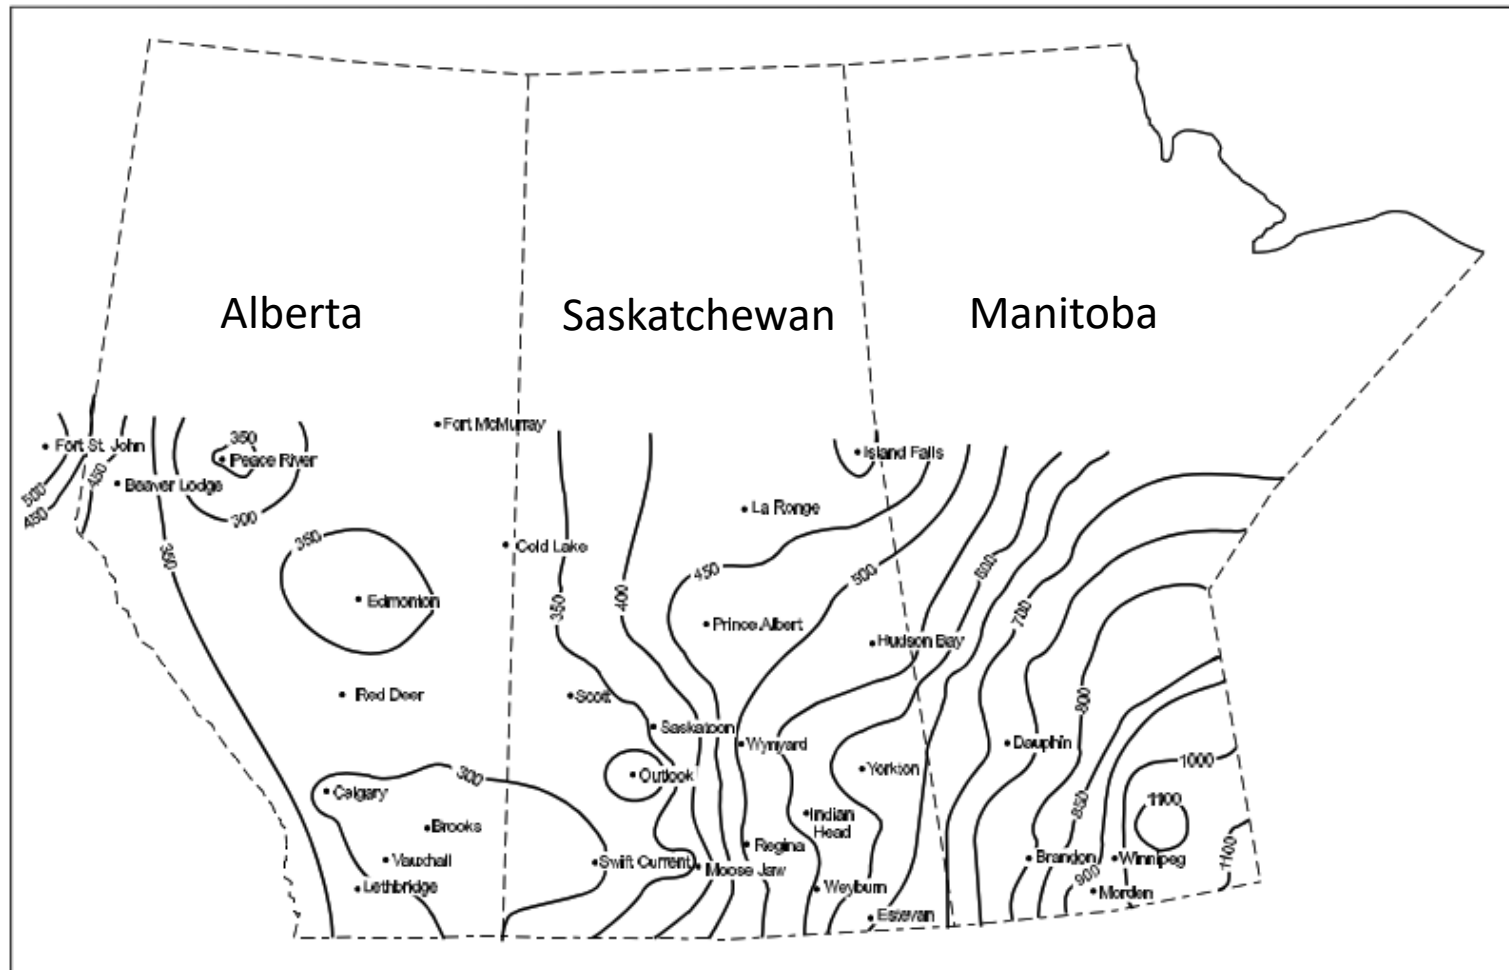 Alberta
Saskatchewan
Manitoba
Fort McMurray
350
Fort St. John
Peace River
Island Falls
450
Beaver Lodge
500
450
300
La Ronge
350
350
Cold Lake
450
500
600
Edmonton
350
400
700
Prince Albert
Hudson Bay
Red Deer
Scott
800
Saskatoon
Wynyard
Dauphin
1000
300
Outlook
Yorkton
Calgary
850
1100
Indian
Head
Brooks
Regina
Vauxhall
Swift Current
Moose Jaw
Brandon
Winnipeg
1100
900
Lethbridge
Weyburn
Morden
Estevan